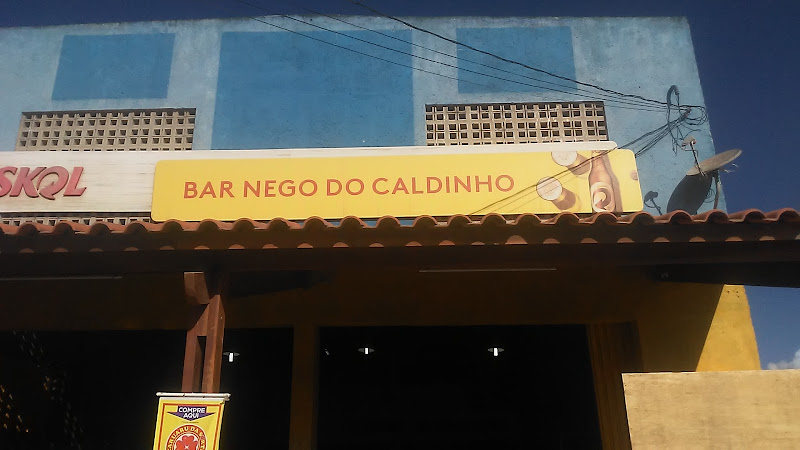 SKOL
BAR NEGO DO CALDINHO
COMPRE
AQUI